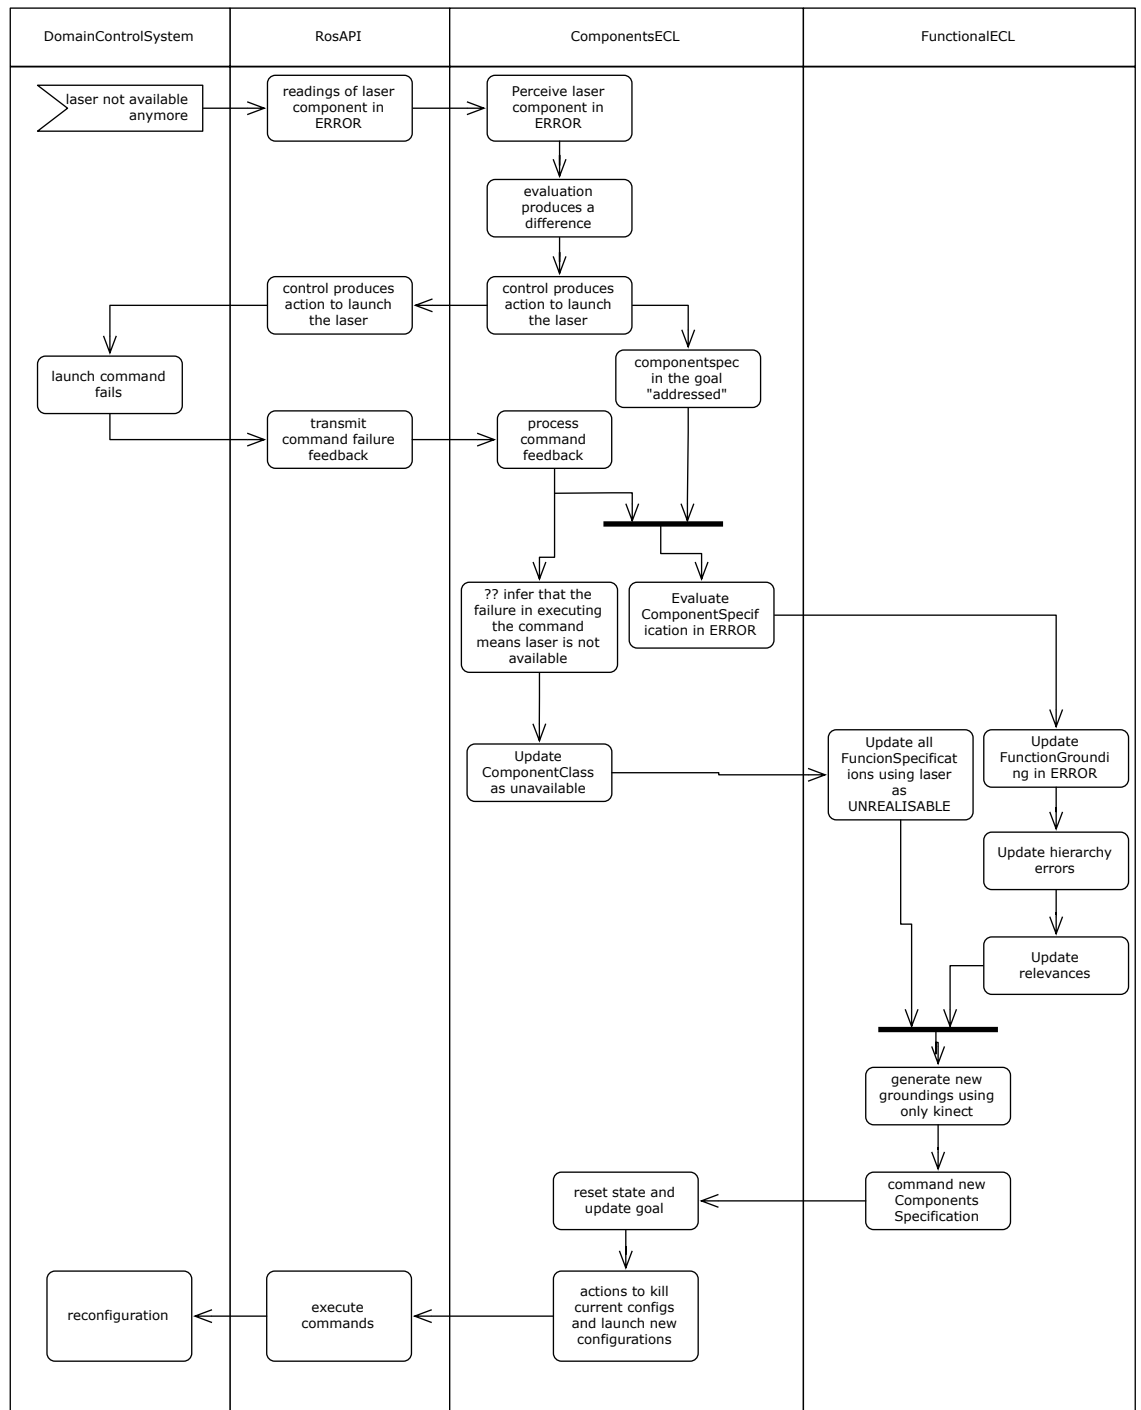 DomainControlSystem
RosAPI
ComponentsECL
FunctionalECL
laser not available
anymore
readings of laser
component in
ERROR
Perceive laser
component in
ERROR
evaluation
produces a
difference
control produces
action to launch
the laser
control produces
action to launch
the laser
launch command
fails
componentspec
in the goal
"addressed"
transmit
command failure
feedback
process
command
feedback
?? infer that the
failure in executing
the command
means laser is not
available
Evaluate
ComponentSpecif
ication in ERROR
Update
ComponentClass
as unavailable
Update all
FuncionSpecificat
ions using laser
as
UNREALISABLE
Update
FunctionGroundi
ng in ERROR
Update hierarchy
errors
Update
relevances
generate new
groundings using
only kinect
command new
Components
Specification
reset state and
update goal
actions to kill
current configs
and launch new
configurations
execute
commands
reconfiguration